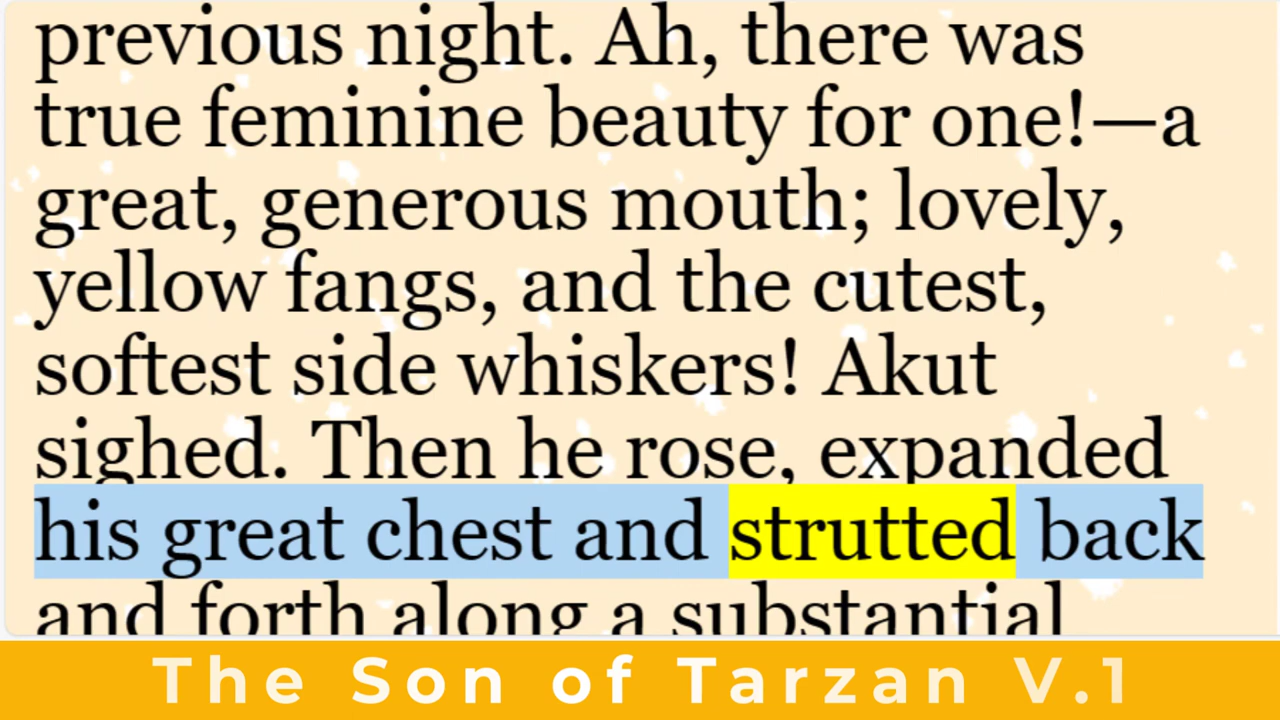 previous night. Ah, there was
true feminine beauty for one!—a
great, generous mouth; lovely,
yellow fangs, and the cutest,
softest side whiskers! Akut
sighed. Then he rose, expanded
his great chest and strutted back
and forth along a substantial
The Son of Tarzan V.1